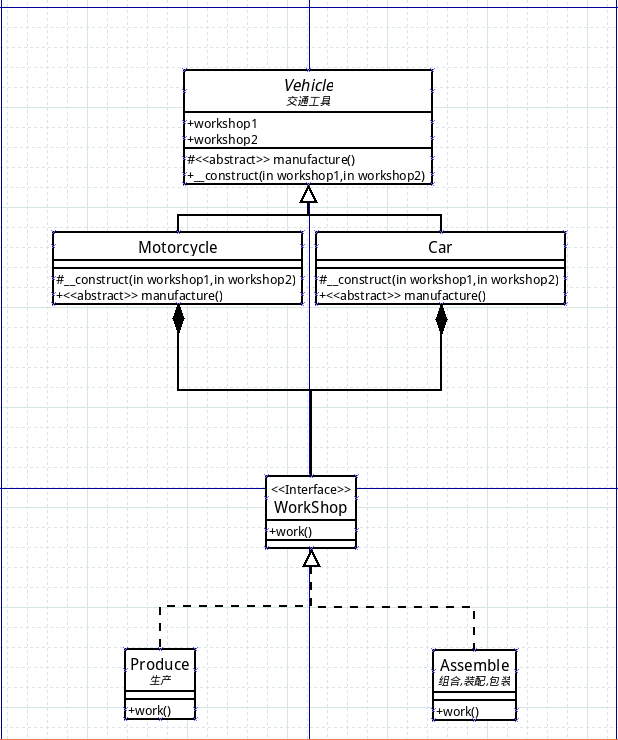 Vehicle
交通工具
+workshop1
+workshop2
#<<abstract>> manufacture()
+__construct(in workshop1,in workshop2)
Motorcycle
#__construct(in workshop1,in workshop2)
+<<abstract>> manufacture()
Car
#__construct(in workshop1,in workshop2)
+<<abstract>> manufacture()
<<Interface>>
WorkShop
+work()
Produce
生产
+work()
Assemble
组合,装配,包装
+work()